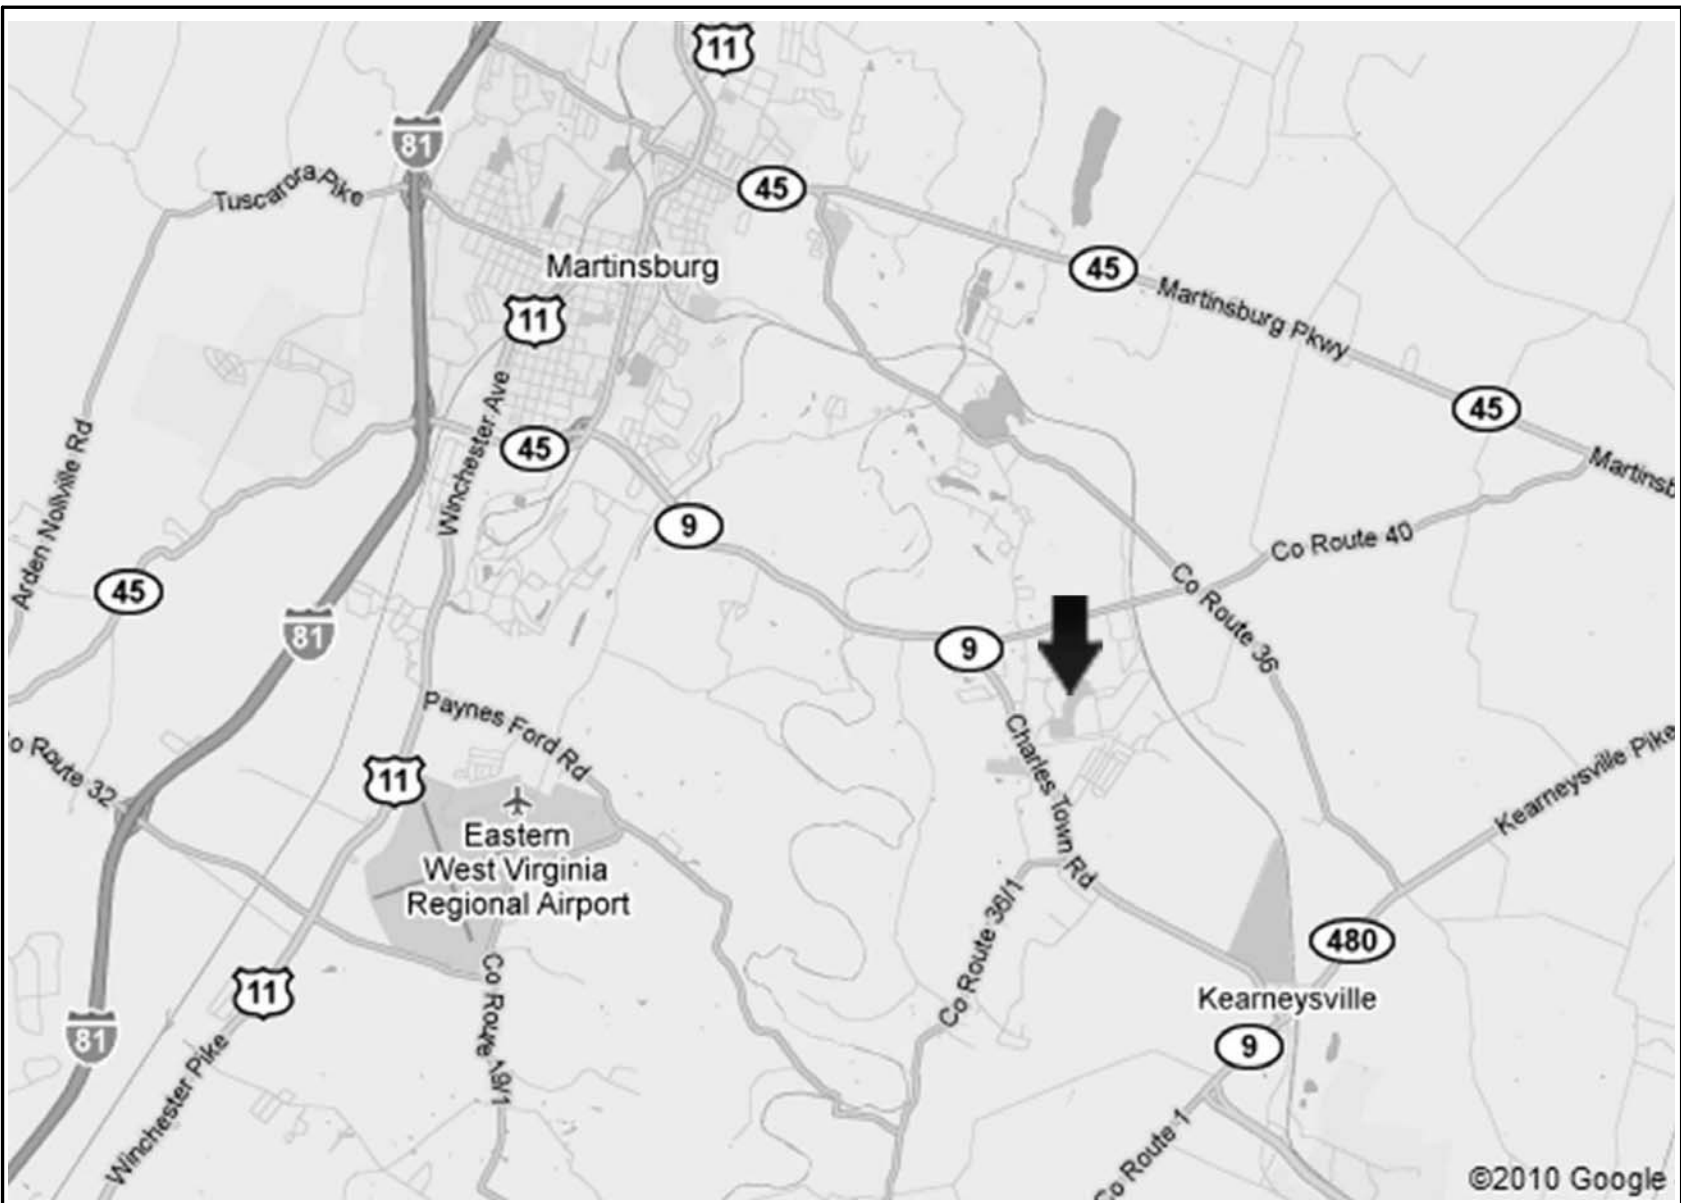 11
81
45
Tuscarora Pike
Martinsburg
45
Martinsburg Pkwy
11
Winchester Ave
45
45
Martinsb
Arden Nollville Rd
9
Co Route 40
45
Co Route 36
81
9
Paynes Ford Rd
Charles Town Rd
o Route 32
11
Kearneysville Pike
Eastern
West Virginia
Regional Airport
Co Route 36/1
480
11
Co Route 19/1
Kearneysville
81
9
Winchester Pike
Co Route 1
©2010 Google